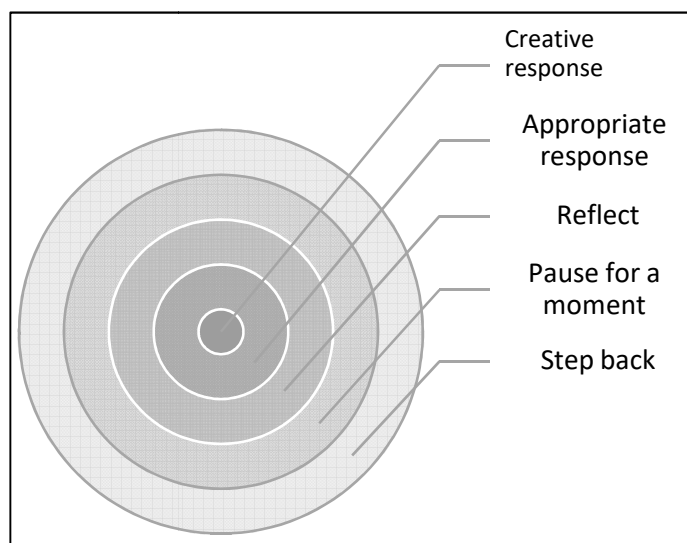 Creative
response
Appropriate
response
Reflect
Pause for a
moment
Step back